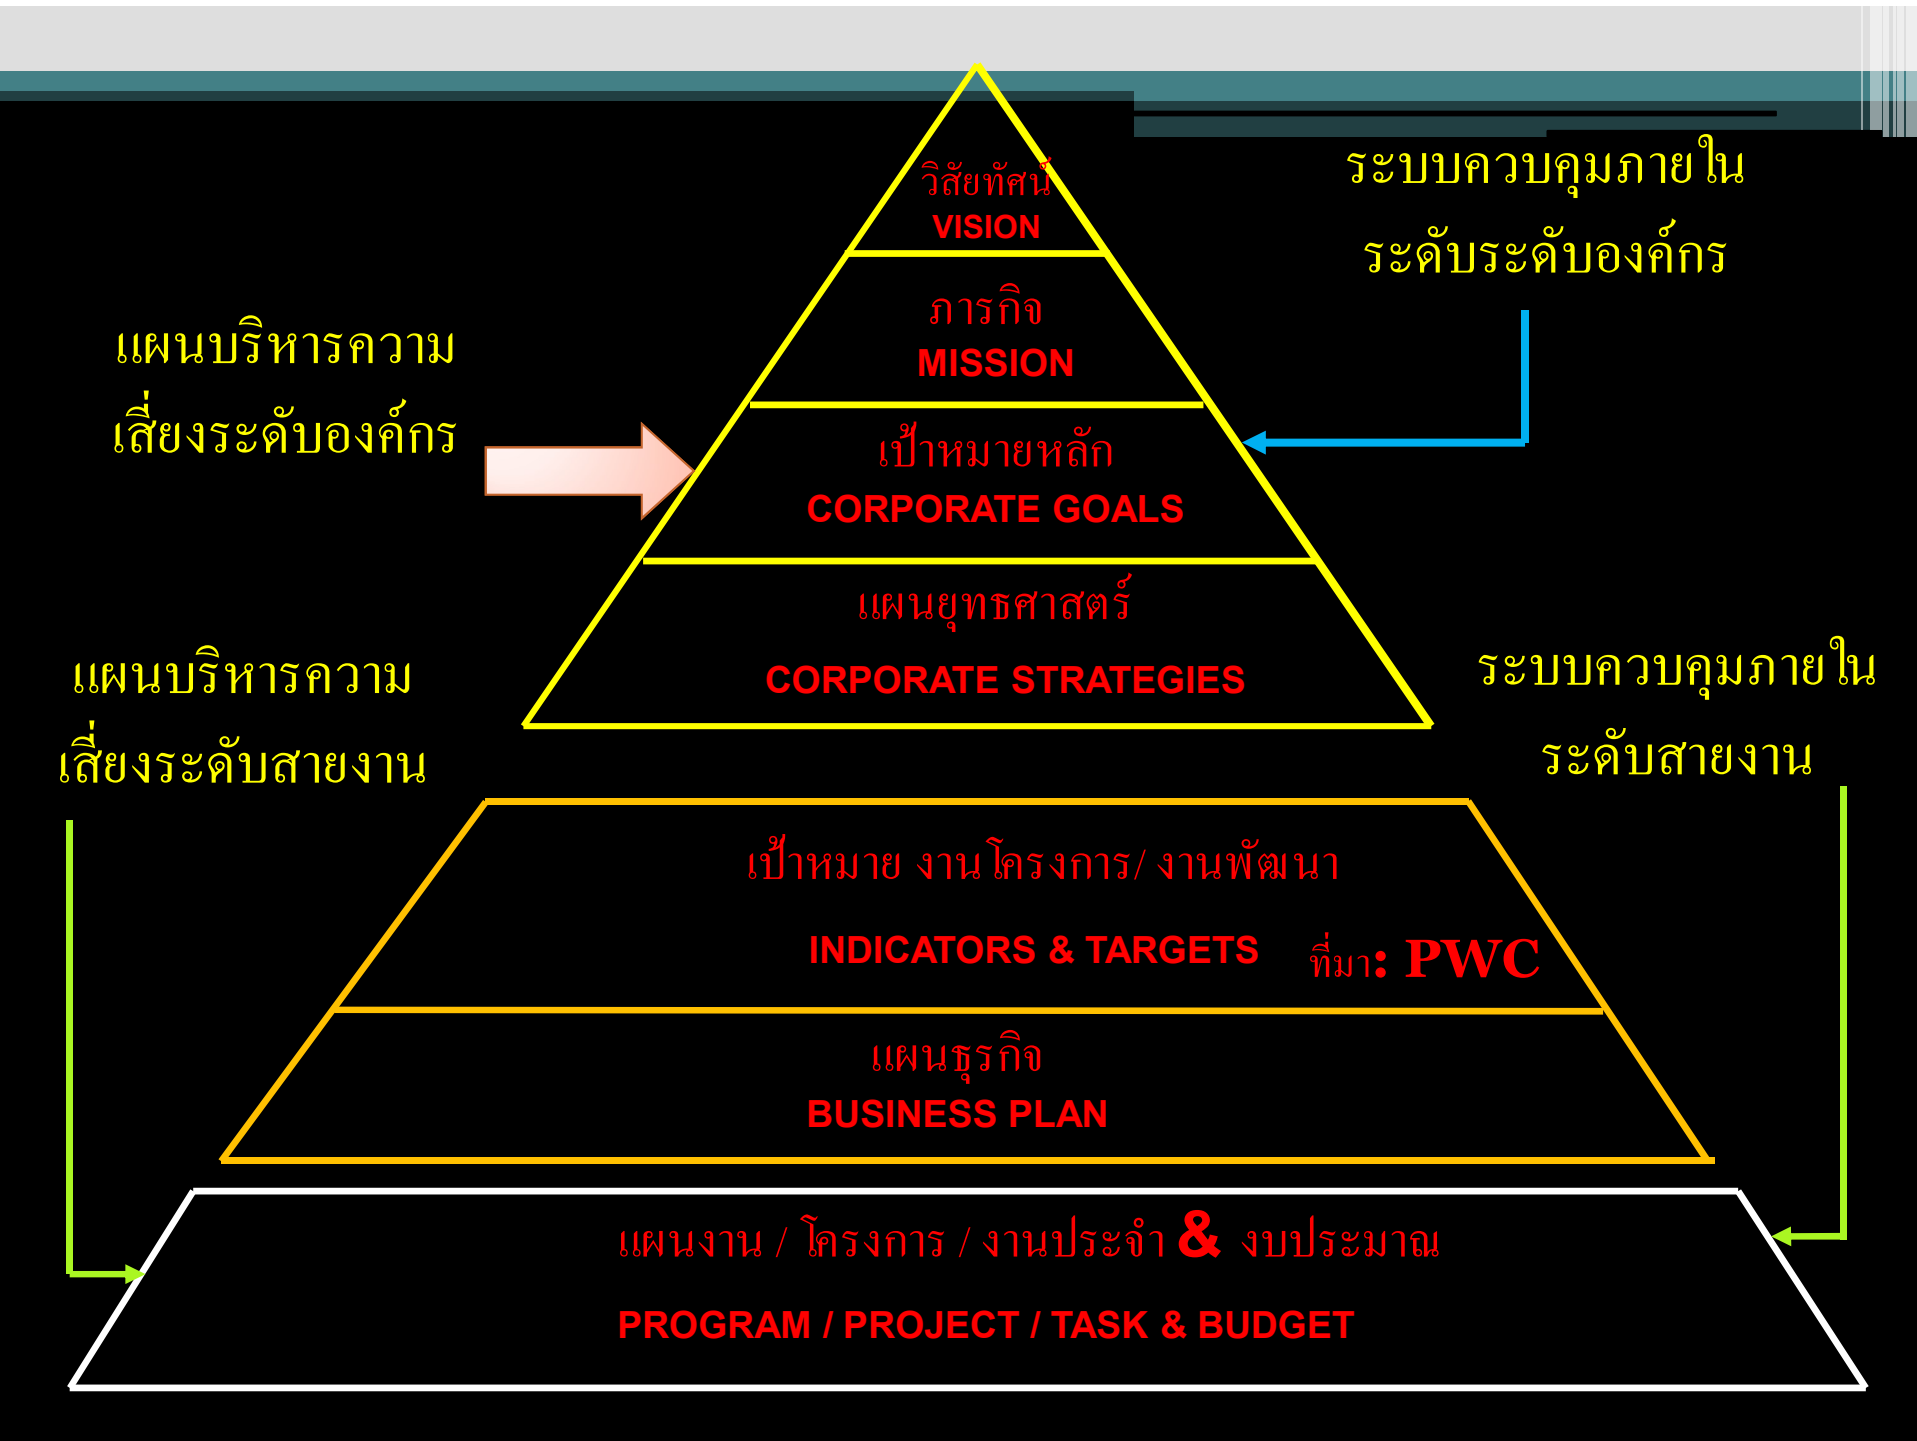 วิสัยทัศน์
VISION
ระบบควบคุมภายใน
ระดับระดับองค์กร
ภารกิจ
MISSION
แผนบริหารความ
เสี่ยงระดับองค์กร
เป้าหมายหลัก
CORPORATE GOALS
แผนยุทธศาสตร์
CORPORATE STRATEGIES
แผนบริหารความ
เสี่ยงระดับสายงาน
ระบบควบคุมภายใน
ระดับสายงาน
เป้าหมาย งานโครงการ/ งานพัฒนา
INDICATORS & TARGETS
ที่มา: PWC
แผนธุรกิจ
BUSINESS PLAN
แผนงาน / โครงการ / งานประจำ & งบประมาณ
PROGRAM / PROJECT / TASK & BUDGET